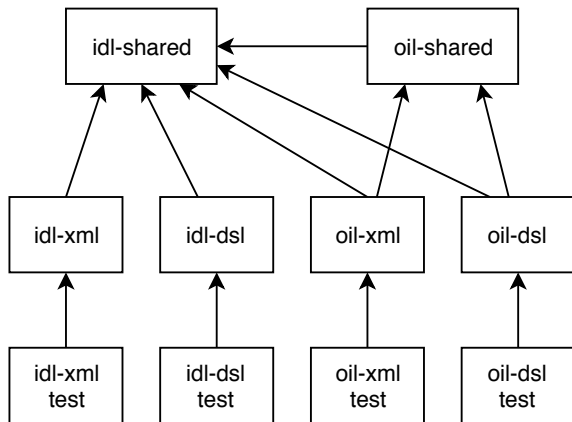 idl-shared
oil-shared
idl-xml
idl-dsl
oil-xml
oil-dsl
idl-xml
test
idl-dsl
test
oil-xml
test
oil-dsl
test